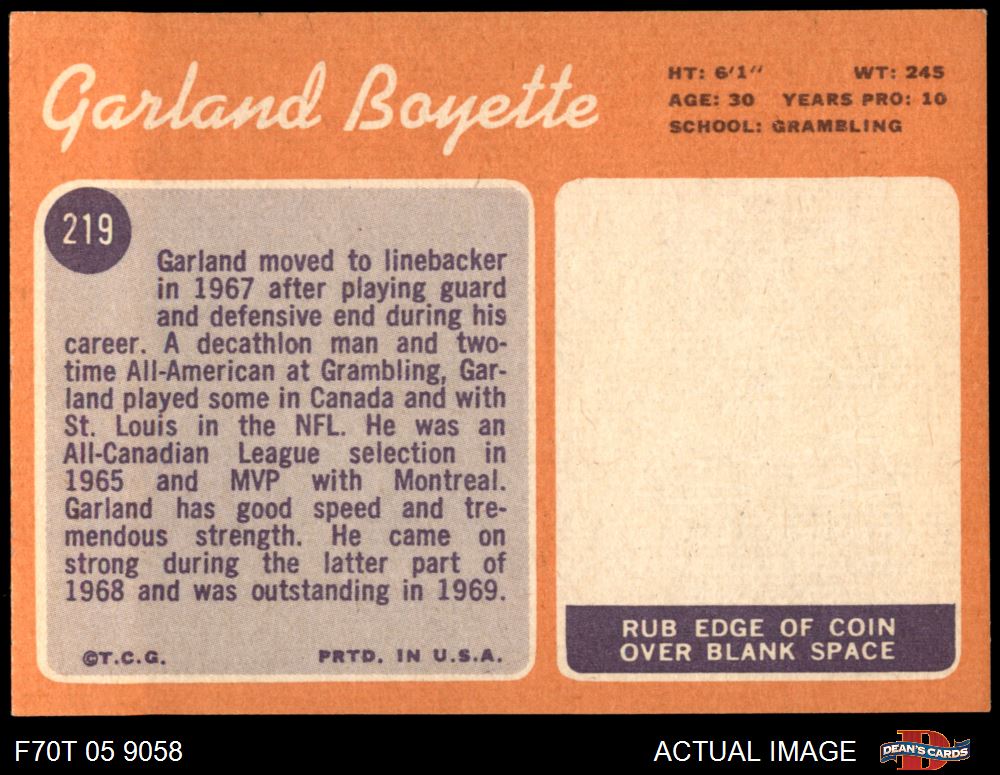 Garland Boyette
HT: 6'1" WT: 245
AGE: 30 YEARS PRO: 10
SCHOOL: GRAMBLING
219
Garland moved to linebacker
in 1967 after playing guard
and defensive end during his
career. A decathlon man and two-
time All-American at Grambling, Gar-
land played some in Canada and with
St. Louis in the NFL. He was an
All-Canadian League selection in
1965 and MVP with Montreal.
Garland has good speed and tre-
mendous strength. He came on
strong during the latter part of
1968 and was outstanding in 1969.
©T.C.G. PRTD. IN U.S.A.
RUB EDGE OF COIN
OVER BLANK SPACE
F70T 05 9058
ACTUAL IMAGE
D
DEAN'S CARDS